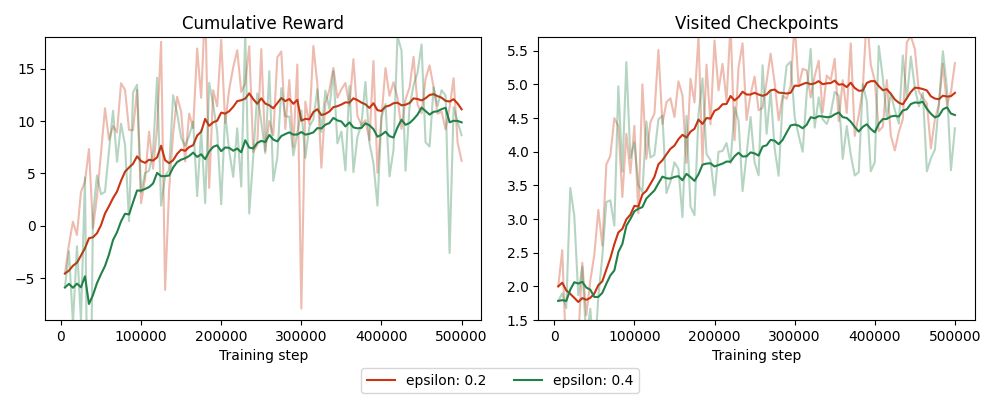 Cumulative Reward
15
10
5
0
−5
0 100000 200000 300000 400000 500000
Training step
Visited Checkpoints
5.5
5.0
4.5
4.0
3.5
3.0
2.5
2.0
1.5
0 100000 200000 300000 400000 500000
Training step
epsilon: 0.2 epsilon: 0.4